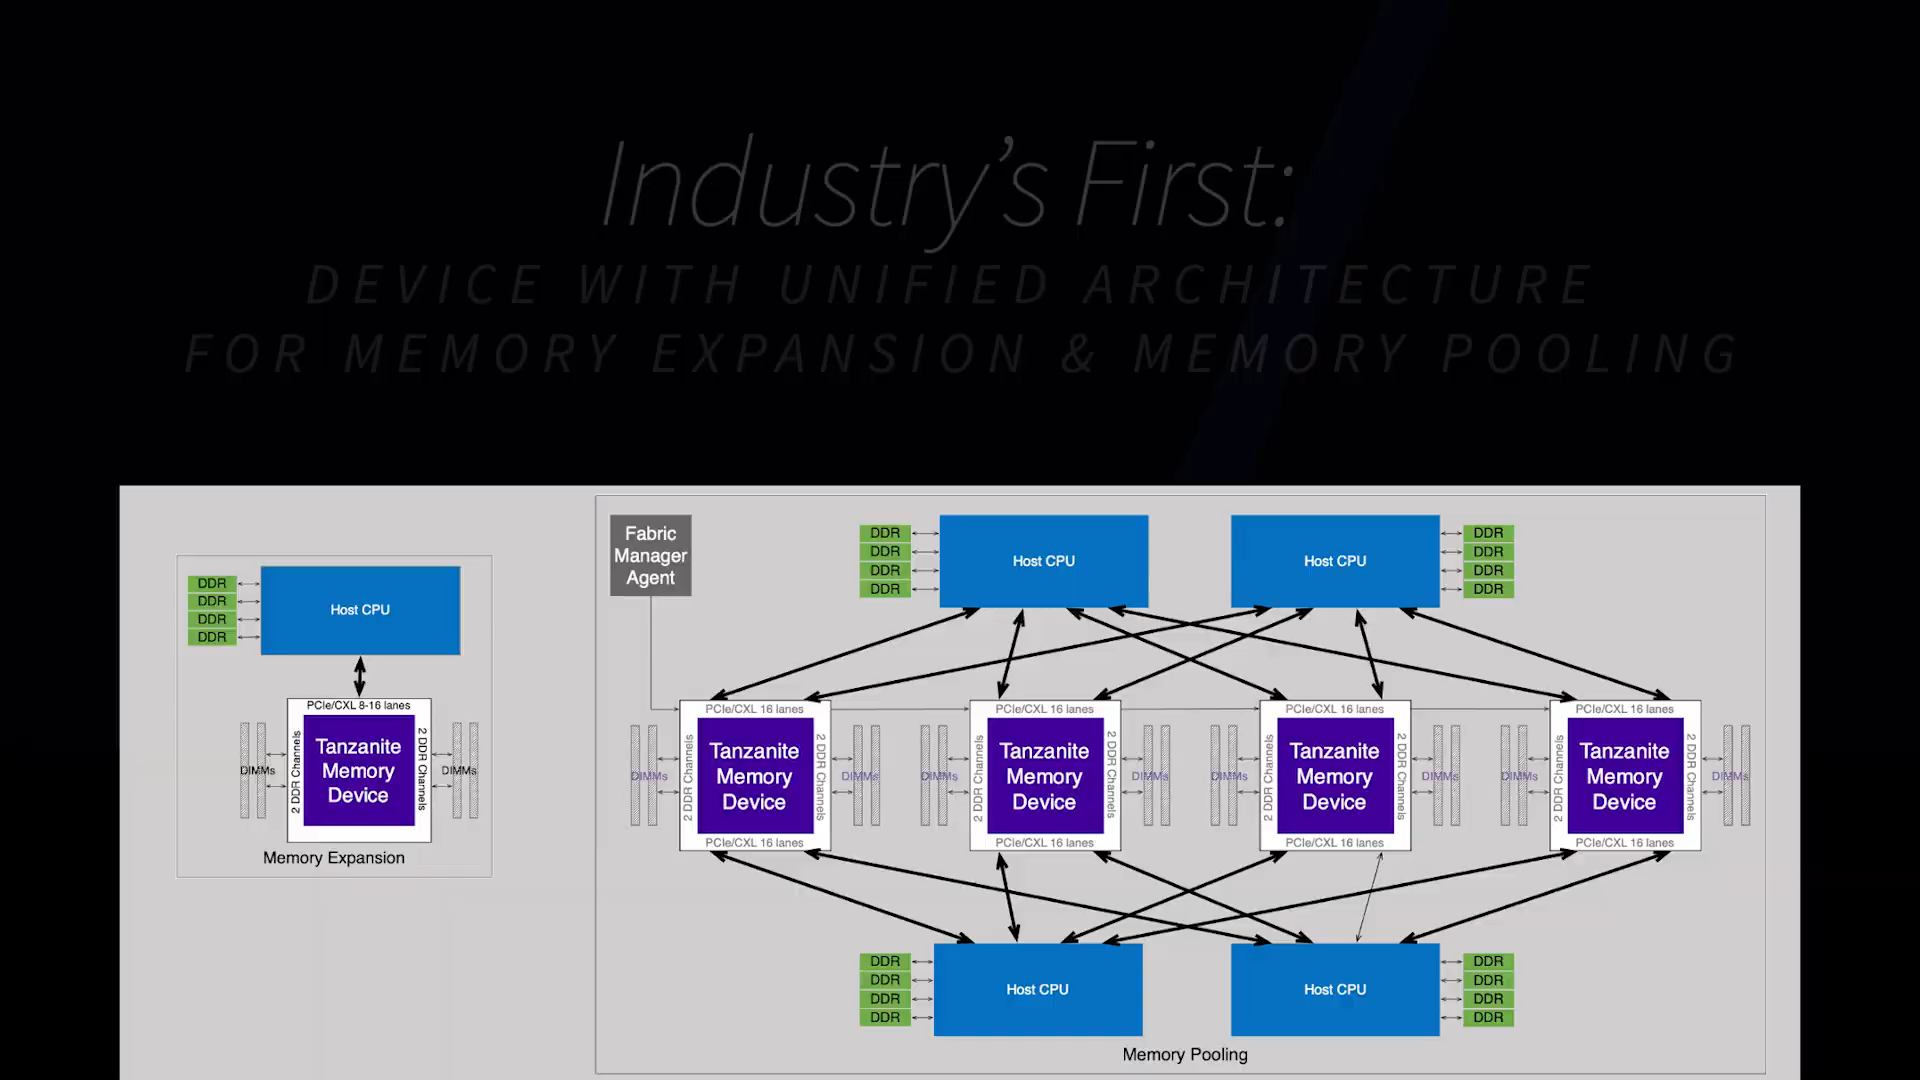 Industry's First:
DEVICE WITH UNIFIED ARCHITECTURE
FOR MEMORY EXPANSION & MEMORY POOLING
DDR
DDR
DDR
DDR
Host CPU
PCIe/CXL 8-16 lanes
DIMMs
2 DDR Channels
Tanzanite
Memory
Device
2 DDR Channels
DIMMs
Memory Expansion
Fabric
Manager
Agent
DDR
DDR
DDR
DDR
Host CPU
Host CPU
DDR
DDR
DDR
DDR
PCIe/CXL 16 lanes
DIMMs
2 DDR Channels
Tanzanite
Memory
Device
2 DDR Channels
DIMMs
PCIe/CXL 16 lanes
PCIe/CXL 16 lanes
DIMMs
2 DDR Channels
Tanzanite
Memory
Device
2 DDR Channels
DIMMs
PCIe/CXL 16 lanes
PCIe/CXL 16 lanes
DIMMs
2 DDR Channels
Tanzanite
Memory
Device
2 DDR Channels
DIMMs
PCIe/CXL 16 lanes
PCIe/CXL 16 lanes
DIMMs
2 DDR Channels
Tanzanite
Memory
Device
2 DDR Channels
DIMMs
PCIe/CXL 16 lanes
DDR
DDR
DDR
DDR
Host CPU
Host CPU
DDR
DDR
DDR
DDR
Memory Pooling